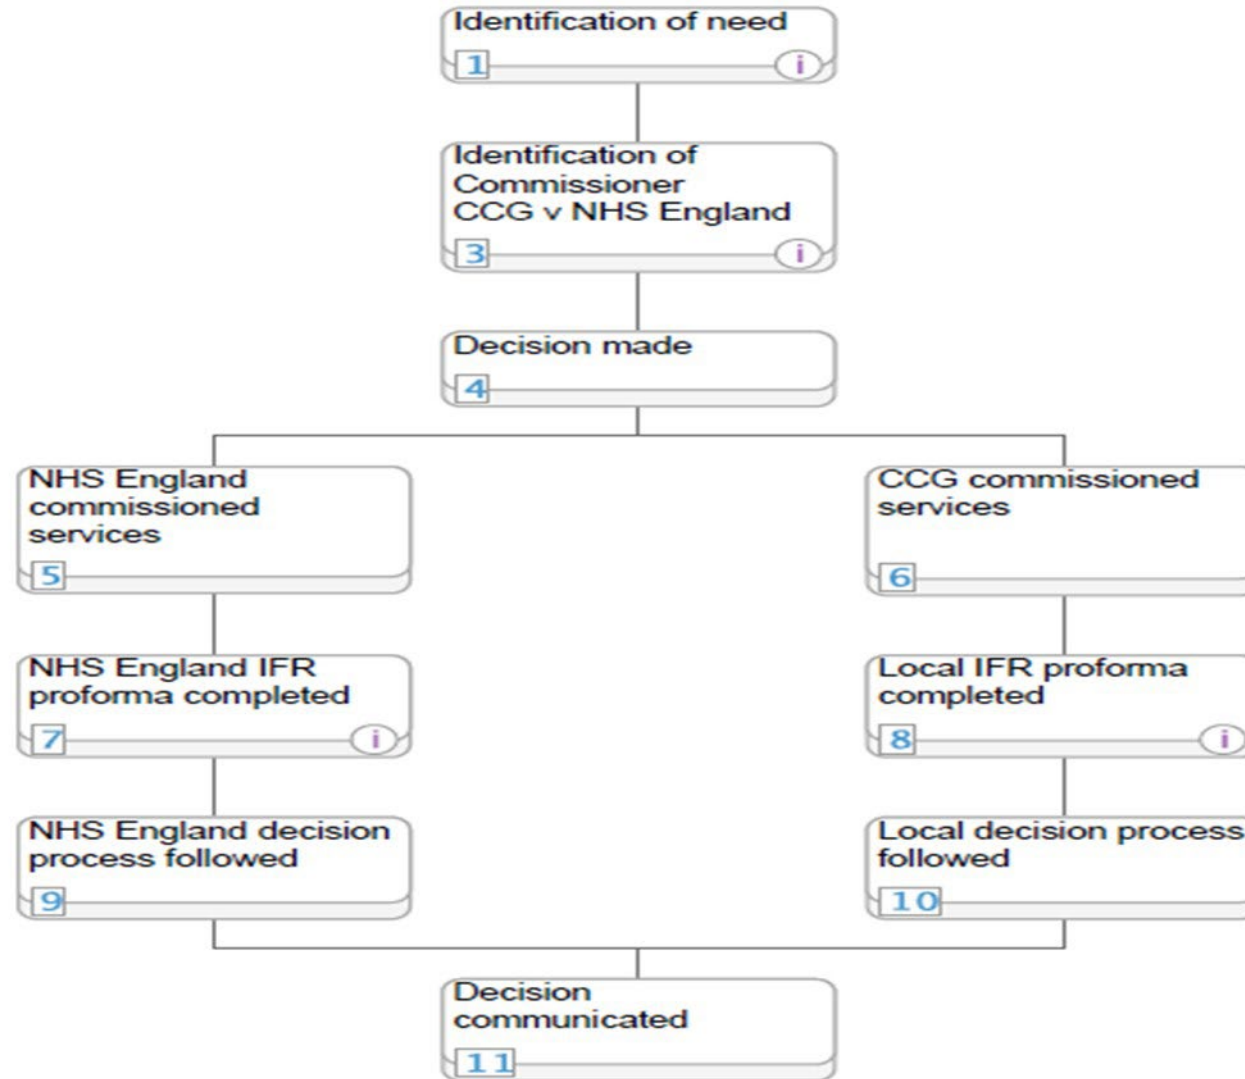 Identification of need
1
i
Identification of
Commissioner
CCG v NHS England
3
i
Decision made
4
NHS England
commissioned
services
5
CCG commissioned
services
6
NHS England IFR
proforma completed
7
i
Local IFR proforma
completed
8
i
NHS England decision
process followed
9
Local decision process
followed
10
Decision
communicated
11